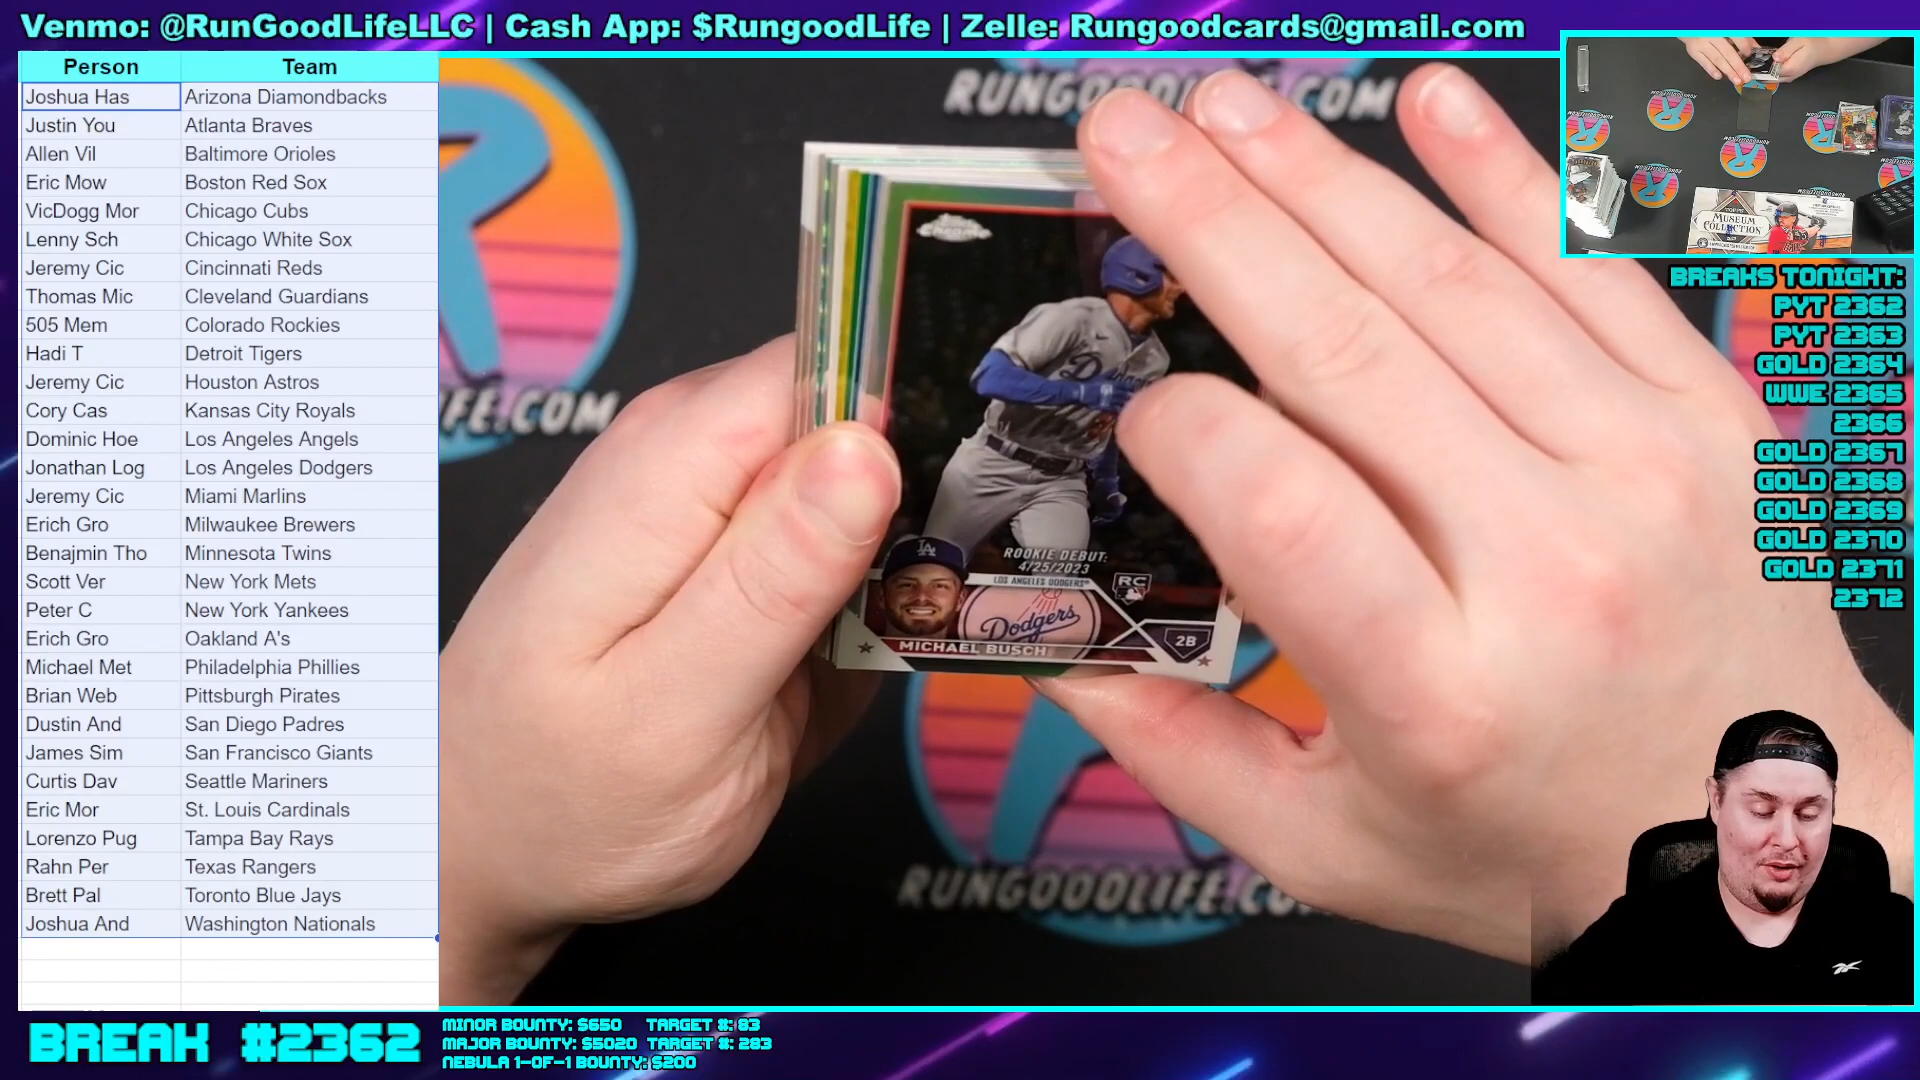 Venmo: @RunGoodLifeLLC | Cash App: $RungoodLife | Zelle: Rungoodcards@gmail.com
Person Team
Joshua Has Arizona Diamondbacks
Justin You Atlanta Braves
Allen Vil Baltimore Orioles
Eric Mow Boston Red Sox
VicDogg Mor Chicago Cubs
Lenny Sch Chicago White Sox
Jeremy Cic Cincinnati Reds
Thomas Mic Cleveland Guardians
505 Mem Colorado Rockies
Hadi T Detroit Tigers
Jeremy Cic Houston Astros
Cory Cas Kansas City Royals
Dominic Hoe Los Angeles Angels
Jonathan Log Los Angeles Dodgers
Jeremy Cic Miami Marlins
Erich Gro Milwaukee Brewers
Benajmin Tho Minnesota Twins
Scott Ver New York Mets
Peter C New York Yankees
Erich Gro Oakland A's
Michael Met Philadelphia Phillies
Brian Web Pittsburgh Pirates
Dustin And San Diego Padres
James Sim San Francisco Giants
Curtis Dav Seattle Mariners
Eric Mor St. Louis Cardinals
Lorenzo Pug Tampa Bay Rays
Rahn Per Texas Rangers
Brett Pal Toronto Blue Jays
Joshua And Washington Nationals
Topps
Chrome
ROOKIE DEBUT:
4/25/2023
LOS ANGELES DODGERS
RC
LA
Dodgers
2B
MICHAEL BUSCH
IFE.COM
RUNGOODLIFE.COM
MUSEUM
COLLECTION
BREAKS TONIGHT:
PYT 2362
PYT 2363
GOLD 2364
WWE 2365
2366
GOLD 2367
GOLD 2368
GOLD 2369
GOLD 2370
GOLD 2371
2372
BREAK #2362
MINOR BOUNTY: $650 TARGET #: 83
MAJOR BOUNTY: $5020 TARGET #: 283
NEBULA 1-OF-1 BOUNTY: $200